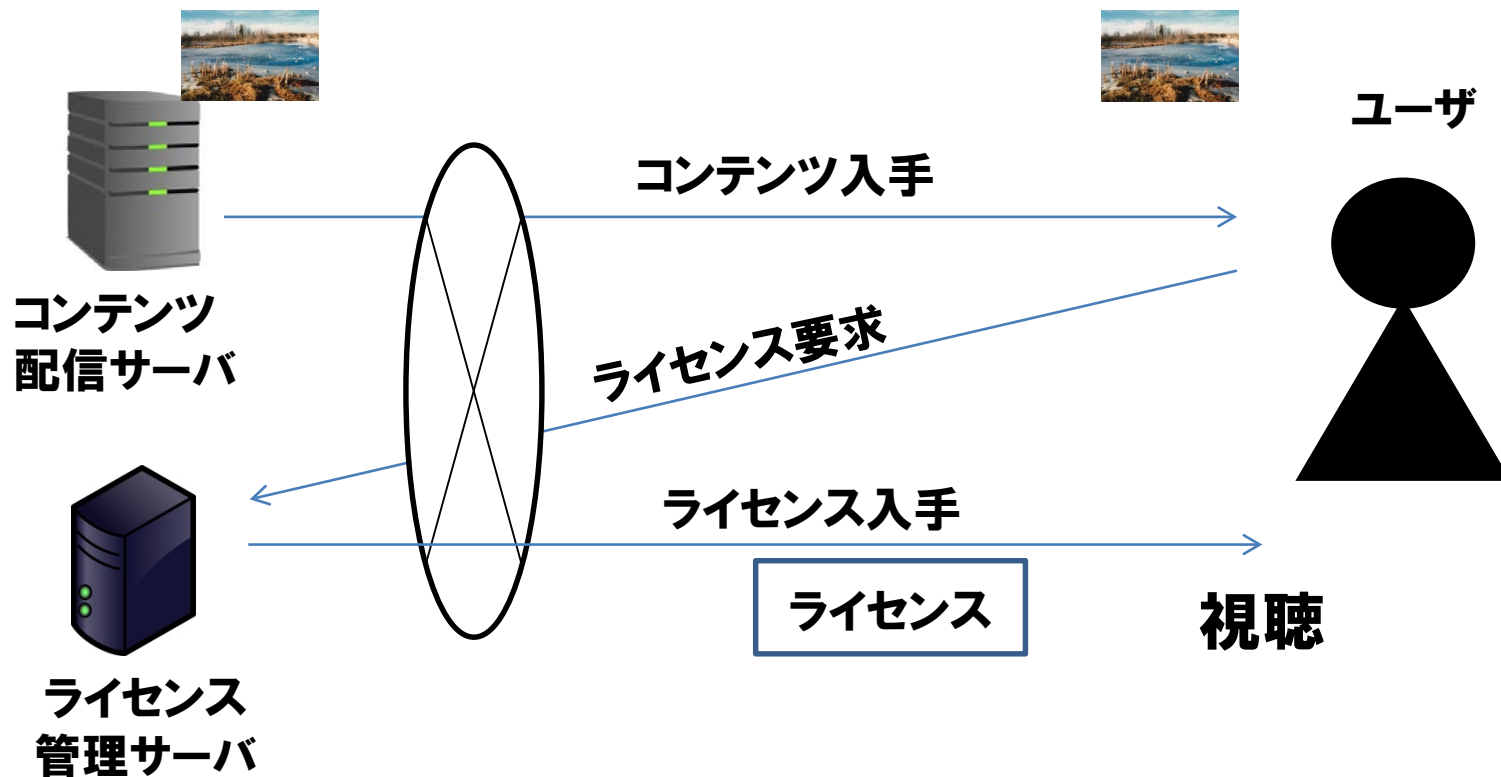 ユーザ
コンテンツ入手
コンテンツ
配信サーバ
ライセンス要求
ライセンス入手
ライセンス
視聴
ライセンス
管理サーバ